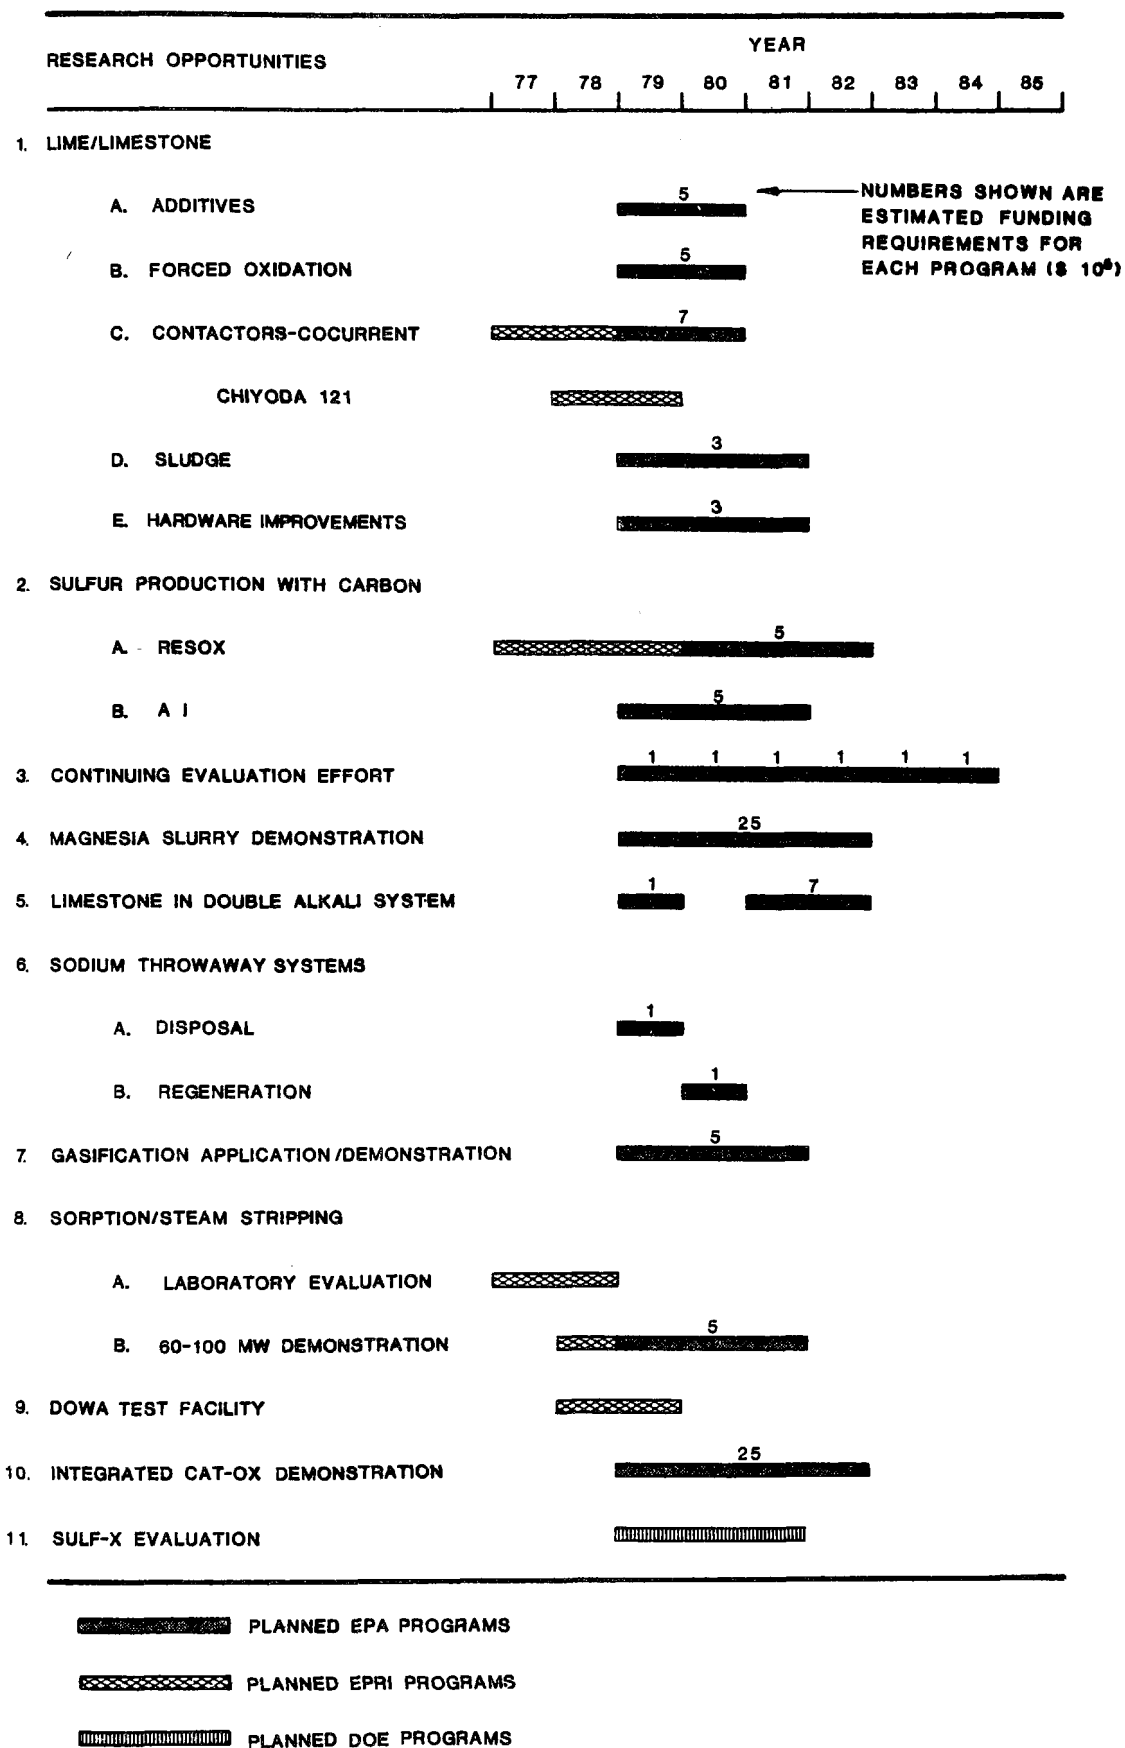 RESEARCH OPPORTUNITIES
YEAR
77 78 79 80 81 82 83 84 85
1. LIME/LIMESTONE
A. ADDITIVES
5
NUMBERS SHOWN ARE
ESTIMATED FUNDING
REQUIREMENTS FOR
EACH PROGRAM ($ 10⁶)
B. FORCED OXIDATION
5
C. CONTACTORS-COCURRENT
7
CHIYODA 121
D. SLUDGE
3
E. HARDWARE IMPROVEMENTS
3
2. SULFUR PRODUCTION WITH CARBON
A. RESOX
5
B. A I
5
3. CONTINUING EVALUATION EFFORT
1 1 1 1 1 1
4. MAGNESIA SLURRY DEMONSTRATION
25
5. LIMESTONE IN DOUBLE ALKALI SYSTEM
1 7
6. SODIUM THROWAWAY SYSTEMS
A. DISPOSAL
1
B. REGENERATION
1
7. GASIFICATION APPLICATION/DEMONSTRATION
5
8. SORPTION/STEAM STRIPPING
A. LABORATORY EVALUATION
B. 60-100 MW DEMONSTRATION
5
9. DOWA TEST FACILITY
10. INTEGRATED CAT-OX DEMONSTRATION
25
11. SULF-X EVALUATION
PLANNED EPA PROGRAMS
PLANNED EPRI PROGRAMS
PLANNED DOE PROGRAMS